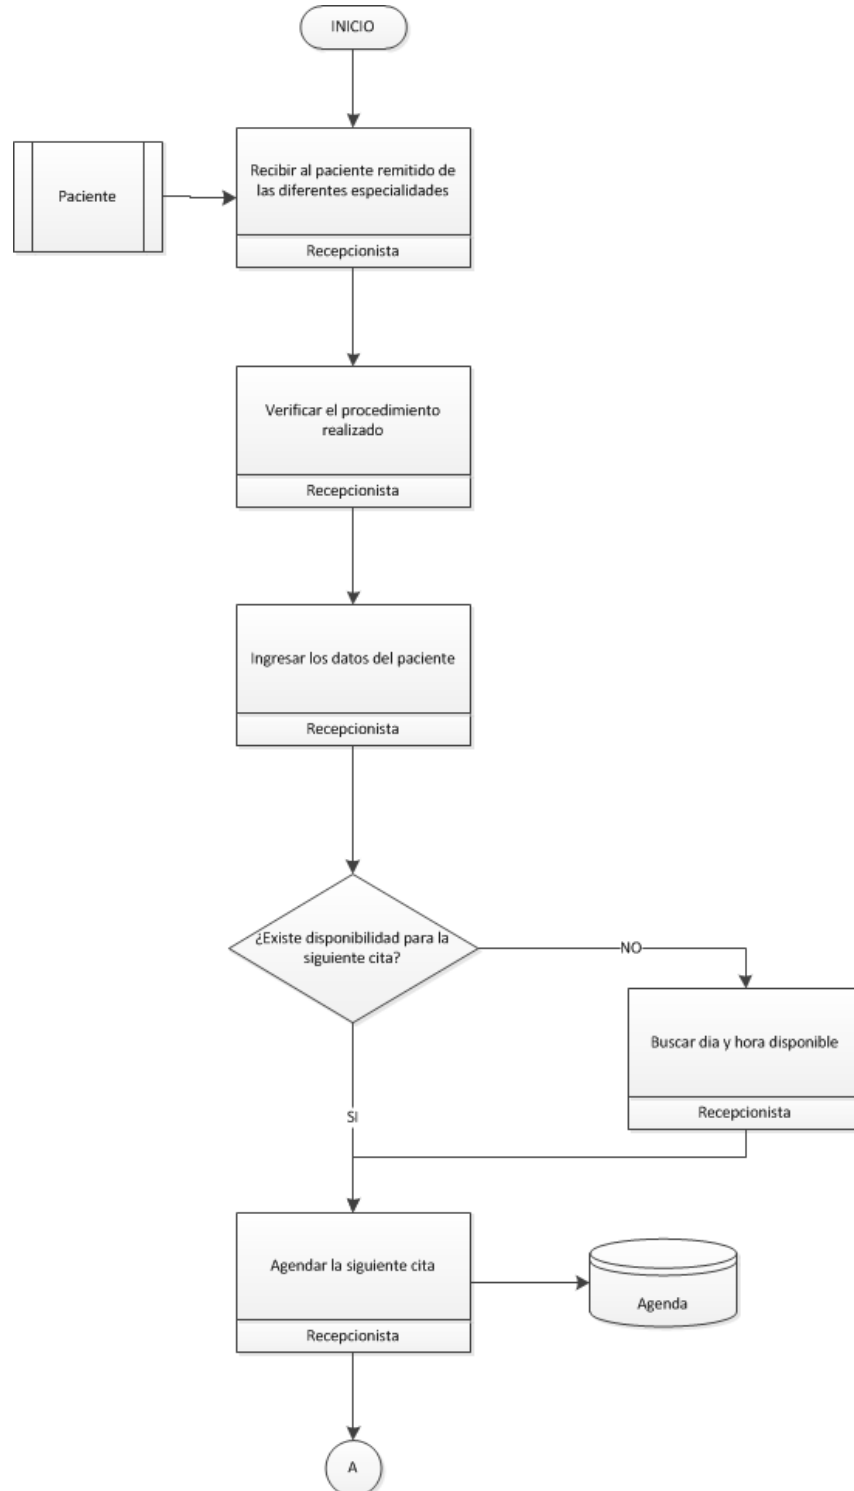 INICIO
Paciente
Recibir al paciente remitido de
las diferentes especialidades
Recepcionista
Verificar el procedimiento
realizado
Recepcionista
Ingresar los datos del paciente
Recepcionista
¿Existe disponibilidad para la
siguiente cita?
NO
Buscar dia y hora disponible
Recepcionista
SI
Agendar la siguiente cita
Recepcionista
Agenda
A